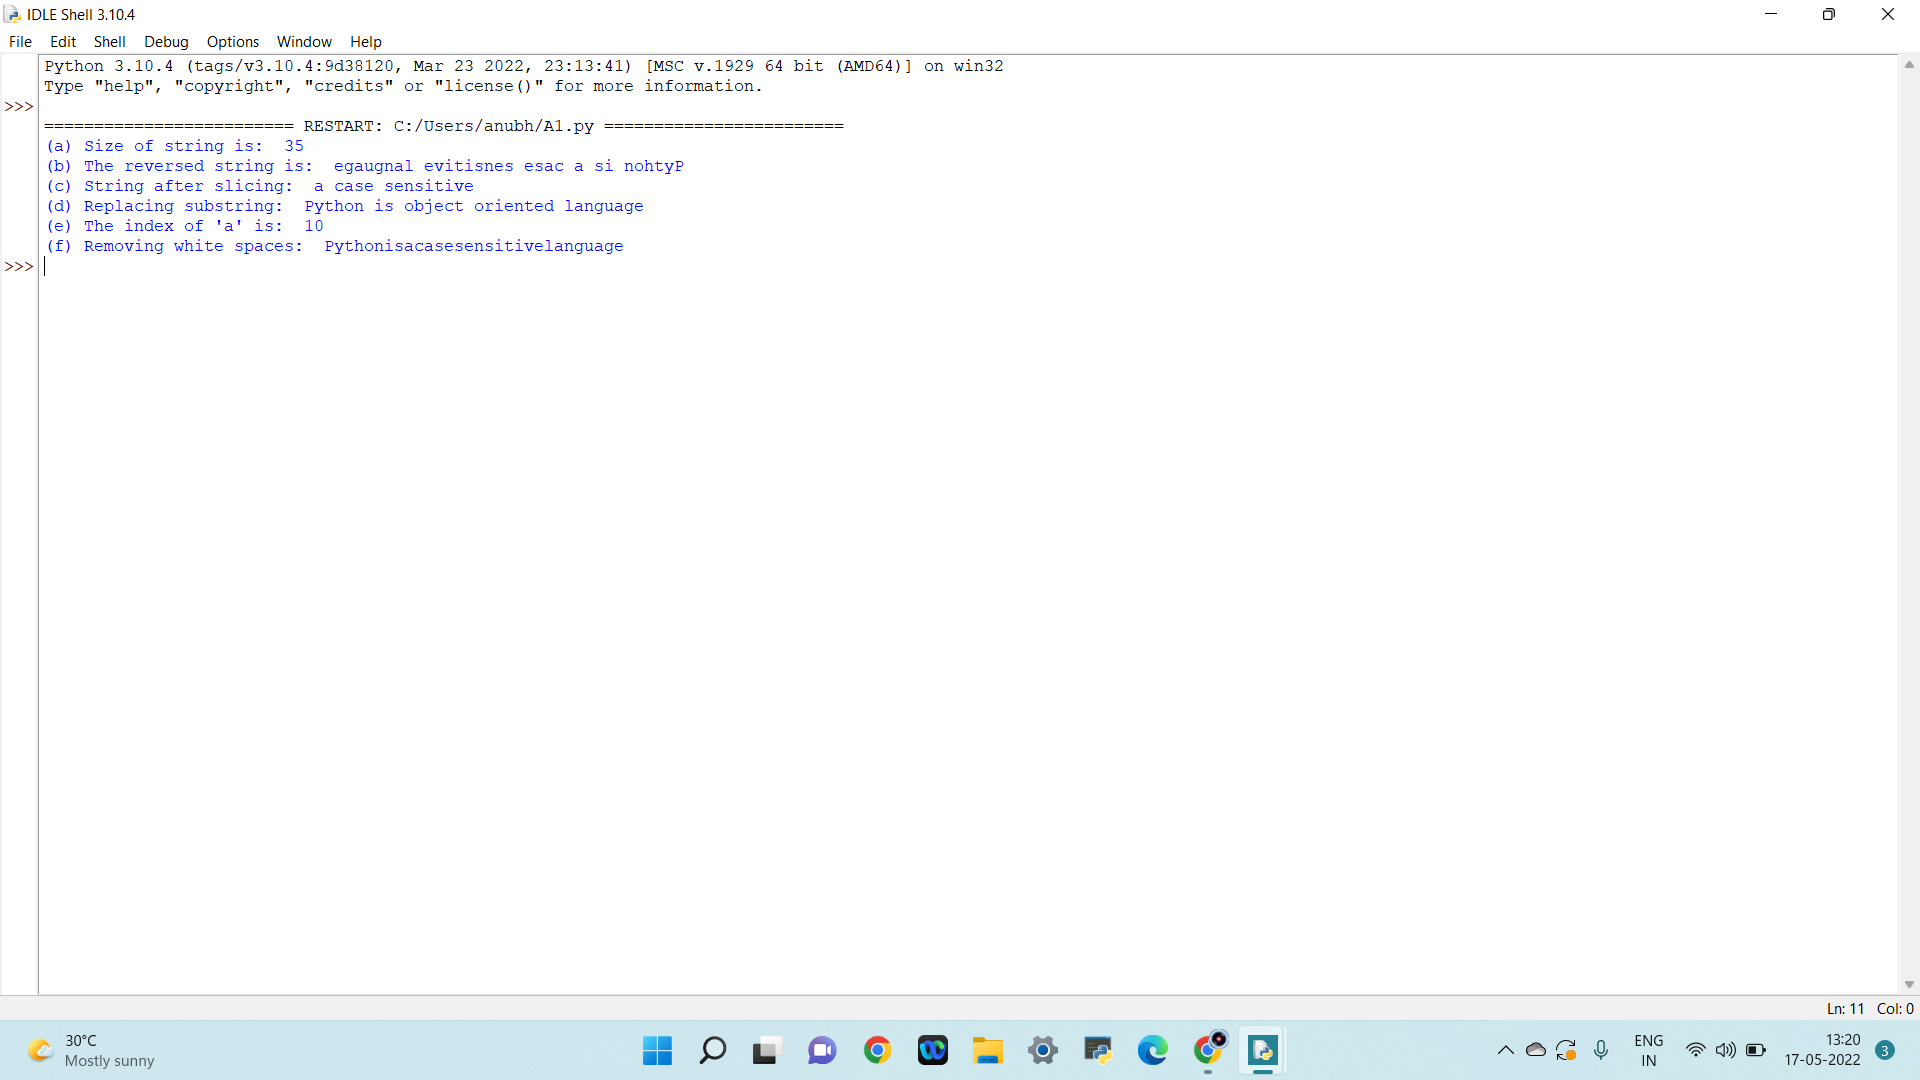 IDLE Shell 3.10.4
File Edit Shell Debug Options Window Help
Python 3.10.4 (tags/v3.10.4:9d38120, Mar 23 2022, 23:13:41) [MSC v.1929 64 bit (AMD64)] on win32
Type "help", "copyright", "credits" or "license()" for more information.
>>>
========================= RESTART: C:/Users/anubh/A1.py ========================
(a) Size of string is:  35
(b) The reversed string is:  egaugnal evitisnes esac a si nohtyP
(c) String after slicing:  a case sensitive
(d) Replacing substring:  Python is object oriented language
(e) The index of 'a' is:  10
(f) Removing white spaces:  Pythonisacasesensitivelanguage
>>>
Ln: 11 Col: 0
30°C
Mostly sunny
ENG
IN
13:20
17-05-2022
3